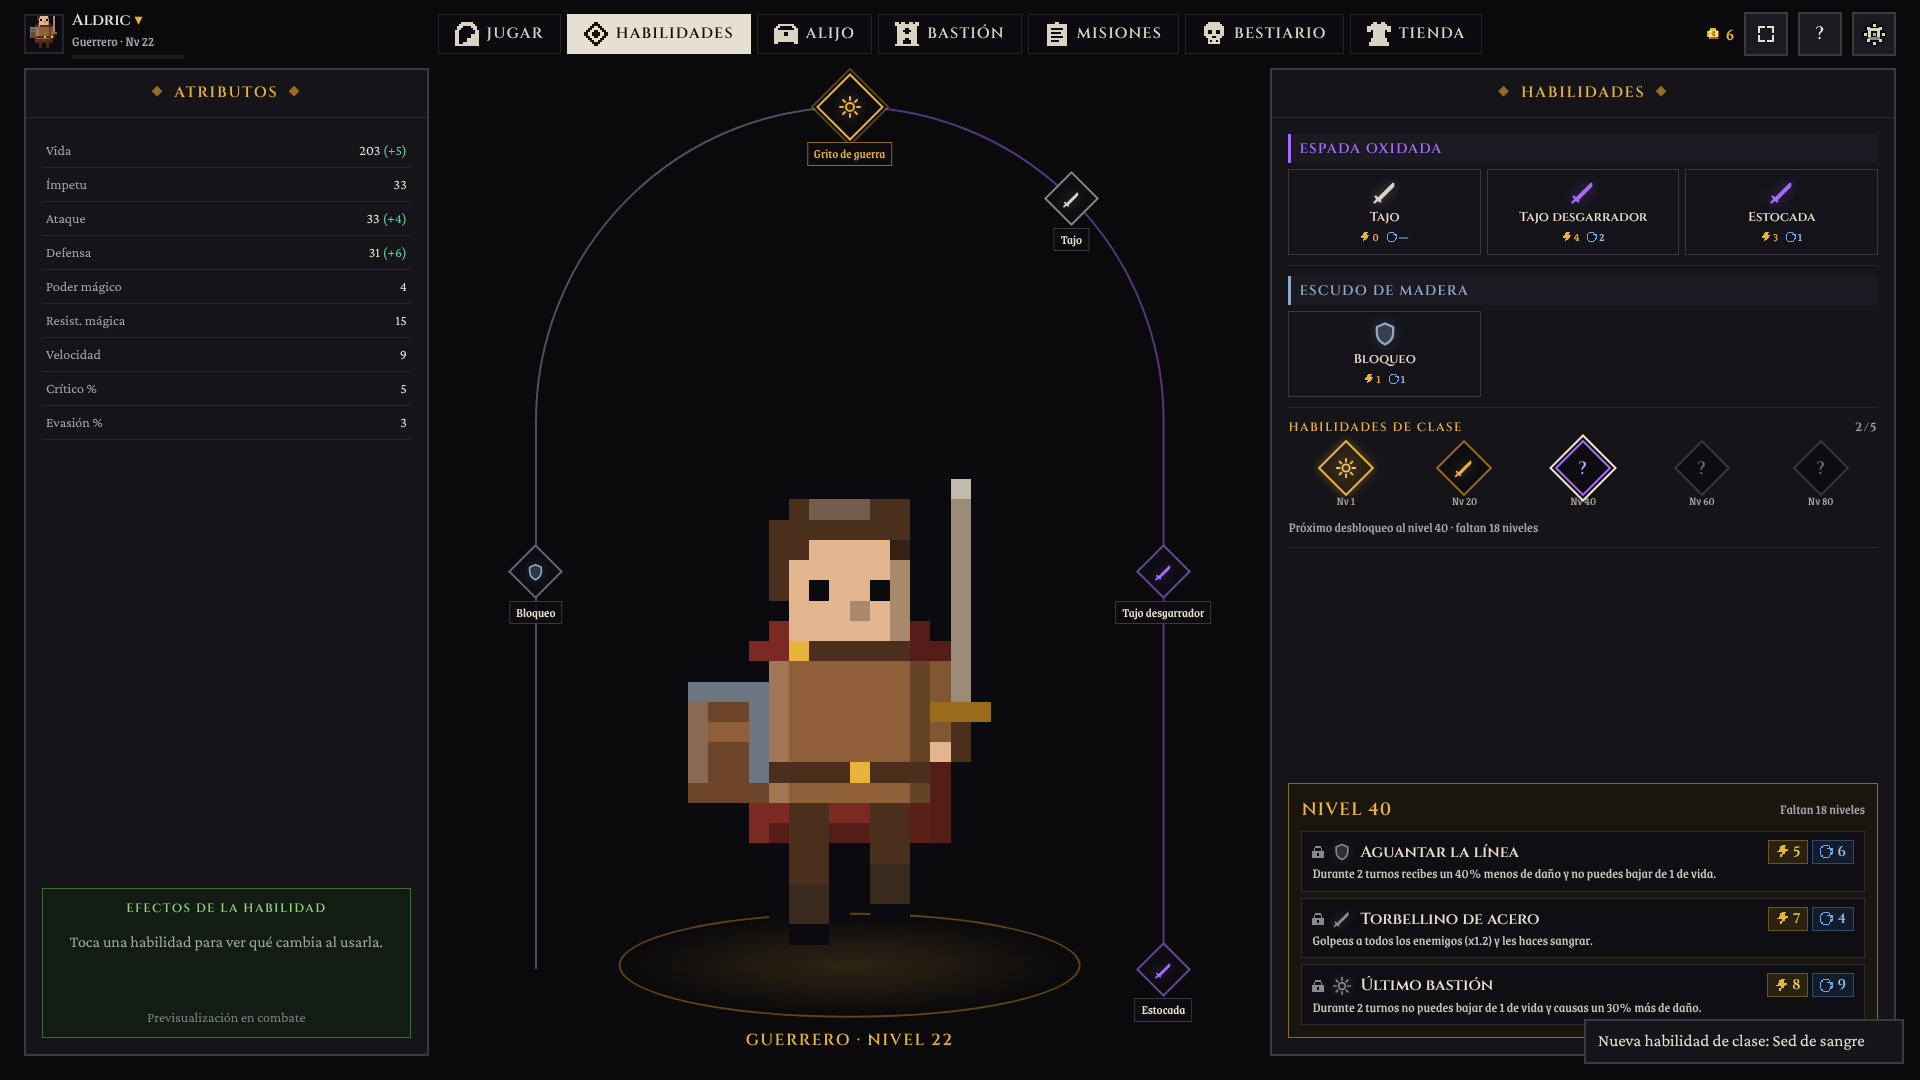 ALDRIC ▾
Guerrero · Nv 22
JUGAR
HABILIDADES
ALIJO
BASTIÓN
MISIONES
BESTIARIO
TIENDA
6
?
ATRIBUTOS
Vida 203 (+5)
Ímpetu 33
Ataque 33 (+4)
Defensa 31 (+6)
Poder mágico 4
Resist. mágica 15
Velocidad 9
Crítico % 5
Evasión % 3
EFECTOS DE LA HABILIDAD
Toca una habilidad para ver qué cambia al usarla.
Previsualización en combate
Grito de guerra
Tajo
Bloqueo
Tajo desgarrador
Estocada
GUERRERO · NIVEL 22
HABILIDADES
ESPADA OXIDADA
TAJO
0 —
TAJO DESGARRADOR
4 2
ESTOCADA
3 1
ESCUDO DE MADERA
BLOQUEO
1 1
HABILIDADES DE CLASE 2/5
? ? ?
Nv 1 Nv 20 Nv 40 Nv 60 Nv 80
Próximo desbloqueo al nivel 40 · faltan 18 niveles
NIVEL 40 Faltan 18 niveles
AGUANTAR LA LÍNEA 5 6
Durante 2 turnos recibes un 40% menos de daño y no puedes bajar de 1 de vida.
TORBELLINO DE ACERO 7 4
Golpeas a todos los enemigos (x1.2) y les haces sangrar.
ÚLTIMO BASTIÓN 8 9
Durante 2 turnos no puedes bajar de 1 de vida y causas un 30% más de daño.
Nueva habilidad de clase: Sed de sangre